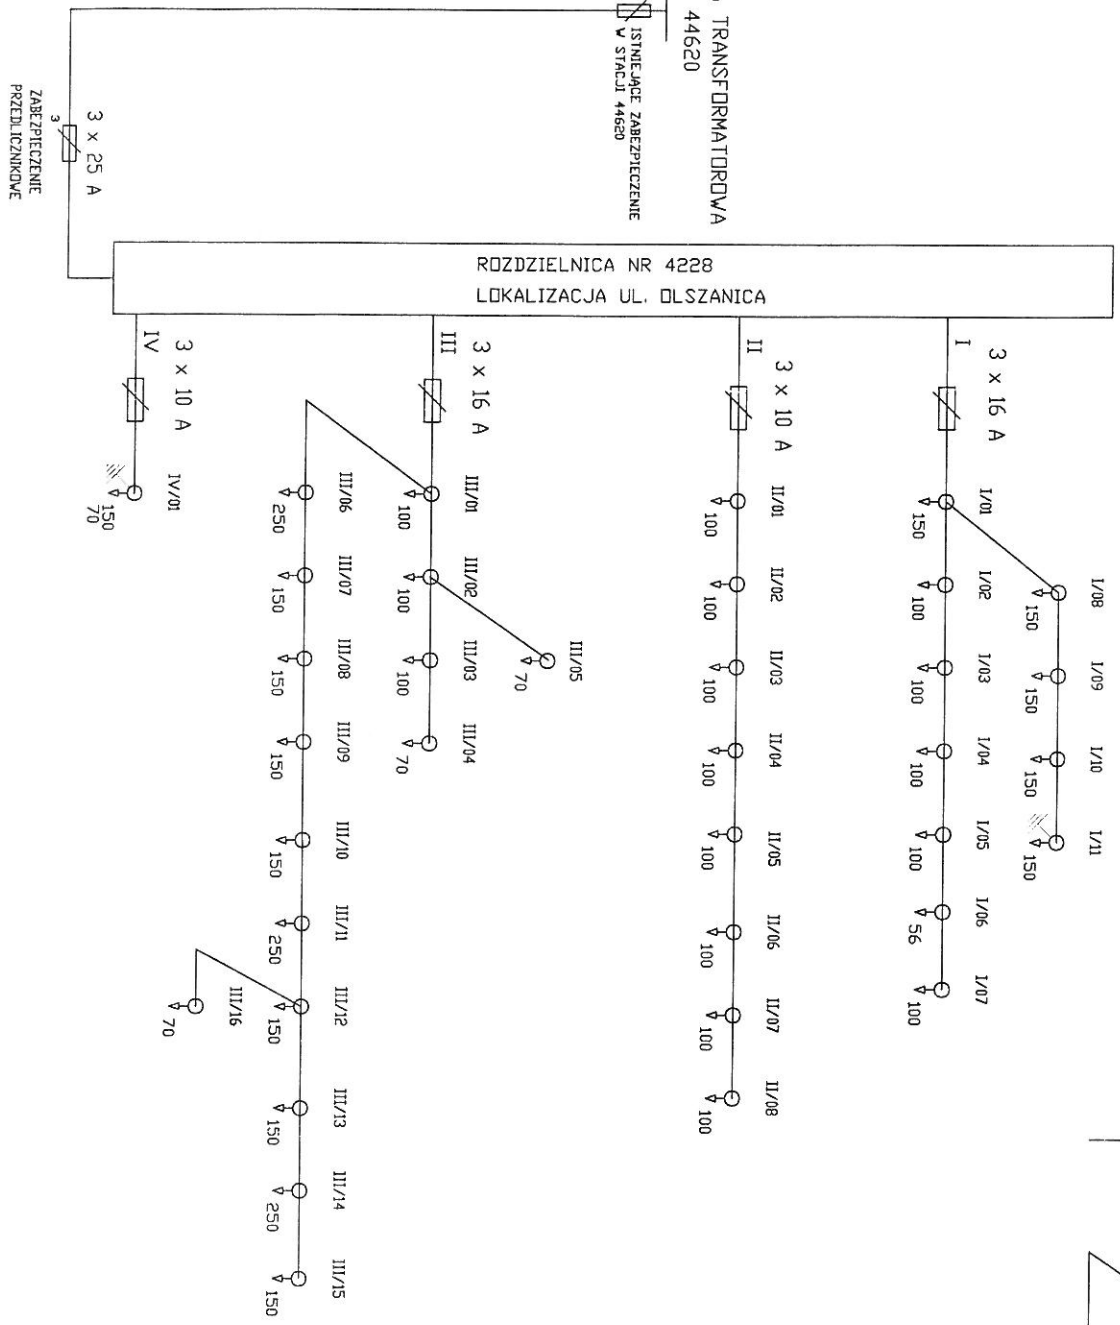 TRANSFORMATOROWA
44620
ISTNIEJĄCE ZABEZPIECZENIE
W STACJI 44620
3 x 25 A
3
ZABEZPIECZENIE
PRZEDLICZNIKOWE
ROZDZIELNICA NR 4228
LOKALIZACJA UL. OLSZANICA
I
3 x 16 A
I/01
150
I/02
100
I/03
100
I/04
100
I/05
100
I/06
56
I/07
100
I/08
150
I/09
150
I/10
150
I/11
150
II
3 x 10 A
II/01
100
II/02
100
II/03
100
II/04
100
II/05
100
II/06
100
II/07
100
II/08
100
III
3 x 16 A
III/01
100
III/02
100
III/03
100
III/04
70
III/05
70
III/06
250
III/07
150
III/08
150
III/09
150
III/10
150
III/11
250
III/12
150
III/13
150
III/14
250
III/15
150
III/16
70
IV
3 x 10 A
IV/01
150
70